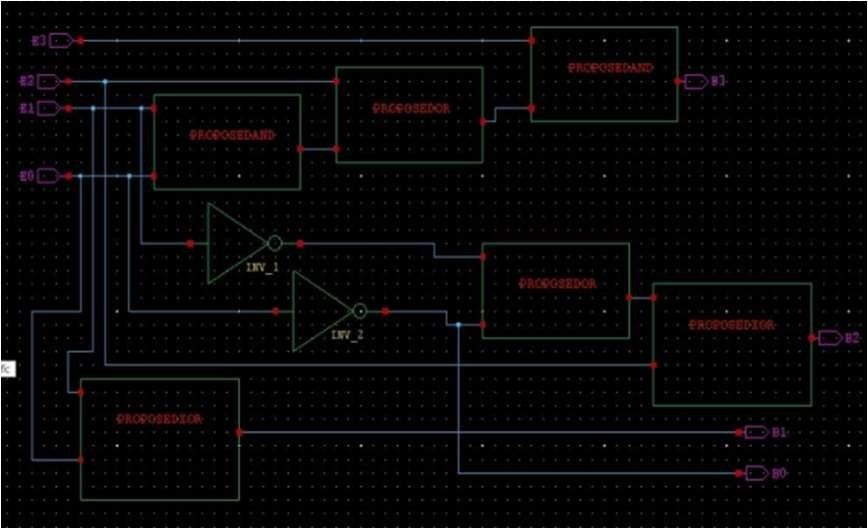 E3
PROPOSEDAND
E2
B3
E1
PROPOSEDOR
PROPOSEDAND
E0
INV_1
PROPOSEDOR
PROPOSEDXOR
INV_2
B2
fc
PROPOSEDXOR
B1
B0